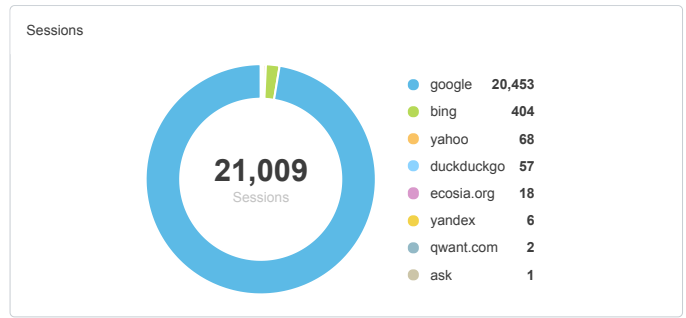 Sessions
21,009
Sessions
google 20,453
bing 404
yahoo 68
duckduckgo 57
ecosia.org 18
yandex 6
qwant.com 2
ask 1